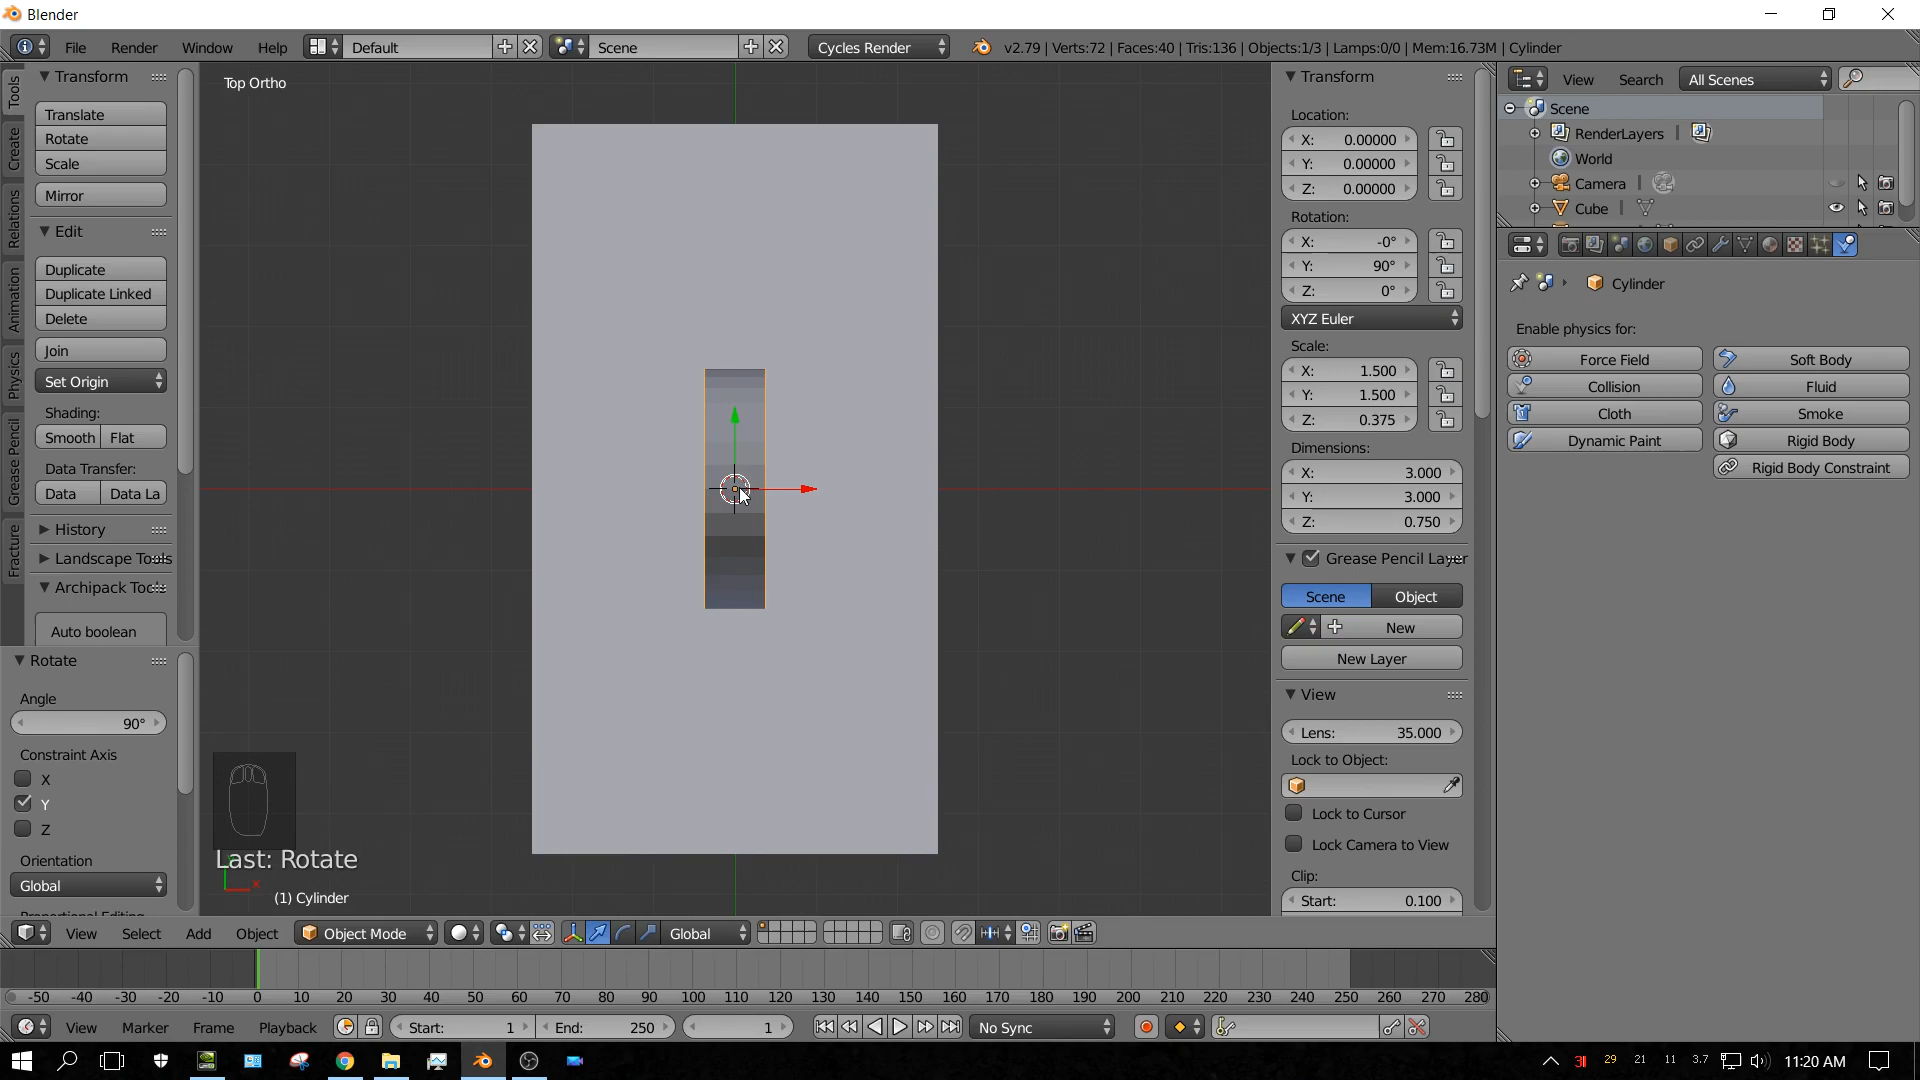 Blender
File Render Window Help Default Scene Cycles Render v2.79 | Verts:72 | Faces:40 | Tris:136 | Objects:1/3 | Lamps:0/0 | Mem:16.73M | Cylinder
Tools
Create
Relations
Animation
Physics
Grease Pencil
Fracture
Transform
Translate
Rotate
Scale
Mirror
Edit
Duplicate
Duplicate Linked
Delete
Join
Set Origin
Shading:
Smooth Flat
Data Transfer:
Data Data La
History
Landscape Tools
Archipack Tools
Auto boolean
Rotate
Angle
90°
Constraint Axis
X
Y
Z
Orientation
Global
Top Ortho
Last: Rotate
(1) Cylinder
Transform
Location:
X: 0.00000
Y: 0.00000
Z: 0.00000
Rotation:
X: -0°
Y: 90°
Z: 0°
XYZ Euler
Scale:
X: 1.500
Y: 1.500
Z: 0.375
Dimensions:
X: 3.000
Y: 3.000
Z: 0.750
Grease Pencil Layer
Scene Object
New
New Layer
View
Lens: 35.000
Lock to Object:
Lock to Cursor
Lock Camera to View
Clip:
Start: 0.100
View Search All Scenes
Scene
RenderLayers |
World
Camera |
Cube |
Cylinder
Enable physics for:
Force Field Soft Body
Collision Fluid
Cloth Smoke
Dynamic Paint Rigid Body
Rigid Body Constraint
View Select Add Object Object Mode Global
-50 -40 -30 -20 -10 0 10 20 30 40 50 60 70 80 90 100 110 120 130 140 150 160 170 180 190 200 210 220 230 240 250 260 270 280
View Marker Frame Playback Start: 1 End: 250 1 No Sync
29 21 11 3.7 11:20 AM